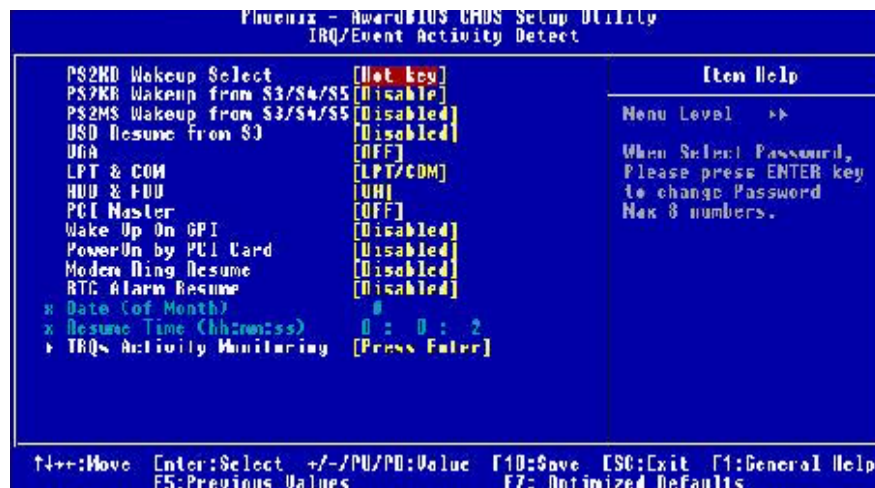 Phoenix - AwardBIOS CMOS Setup Utility
IRQ/Event Activity Detect
PS2KB Wakeup Select [Hot key]
PS2KB Wakeup from S3/S4/S5 [Disable]
PS2MS Wakeup from S3/S4/S5 [Disabled]
USB Resume from S3 [Disabled]
VGA [OFF]
LPT & COM [LPT/COM]
HDD & FDD [ON]
PCI Master [OFF]
Wake Up On GPI [Disabled]
PowerOn by PCI Card [Disabled]
Modem Ring Resume [Disabled]
RTC Alarm Resume [Disabled]
x Date (of Month) 0
x Resume Time (hh:mm:ss) 0 : 0 : 2
▸ IRQs Activity Monitoring [Press Enter]
Item Help
Menu Level ▸▸
When Select Password,
Please press ENTER key
to change Password
Max 8 numbers.
↑↓→←:Move Enter:Select +/-/PU/PD:Value F10:Save ESC:Exit F1:General Help
F5:Previous Values F7: Optimized Defaults